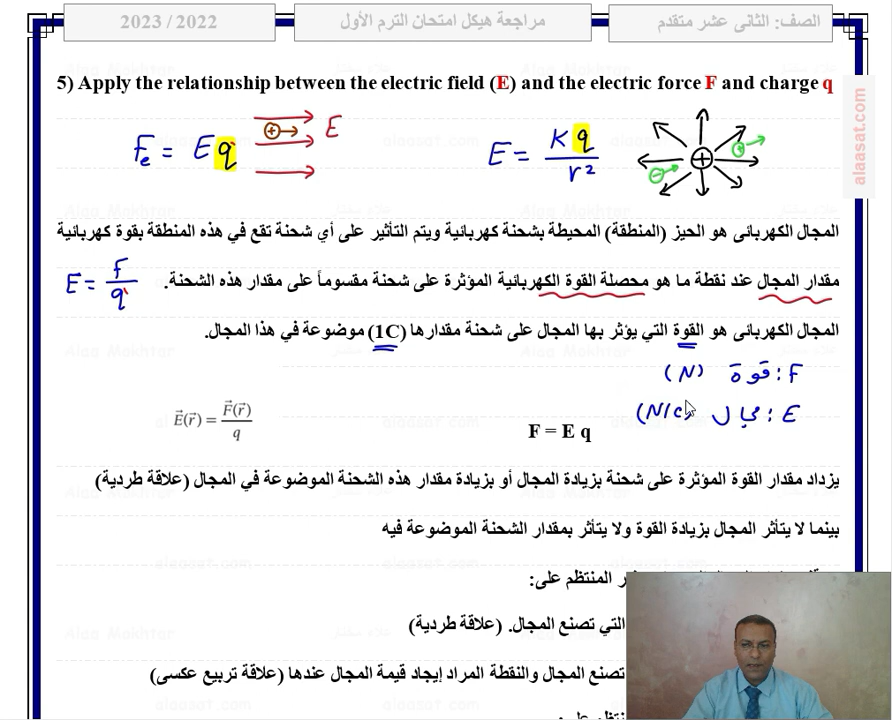 الصف: الثانى عشر متقدم
مراجعة هيكل امتحان الترم الأول
2023 / 2022
5) Apply the relationship between the electric field (E) and the electric force F and charge q
Fe = E q
E
E = K q / r²
alaasat.com
المجال الكهربائى هو الحيز (المنطقة) المحيطة بشحنة كهربائية ويتم التأثير على أي شحنة تقع في هذه المنطقة بقوة كهربائية
مقدار المجال عند نقطة ما هو محصلة القوة الكهربائية المؤثرة على شحنة مقسوماً على مقدار هذه الشحنة.
E = F / q
المجال الكهربائى هو القوة التي يؤثر بها المجال على شحنة مقدارها (1C) موضوعة في هذا المجال.
F : قوة (N)
E : مجال (N/C)
E⃗(r⃗) = F⃗(r⃗) / q
F = E q
يزداد مقدار القوة المؤثرة على شحنة بزيادة المجال أو بزيادة مقدار هذه الشحنة الموضوعة في المجال (علاقة طردية)
بينما لا يتأثر المجال بزيادة القوة ولا يتأثر بمقدار الشحنة الموضوعة فيه
المنتظم على:
التي تصنع المجال. (علاقة طردية)
تصنع المجال والنقطة المراد إيجاد قيمة المجال عندها (علاقة تربيع عكسى)